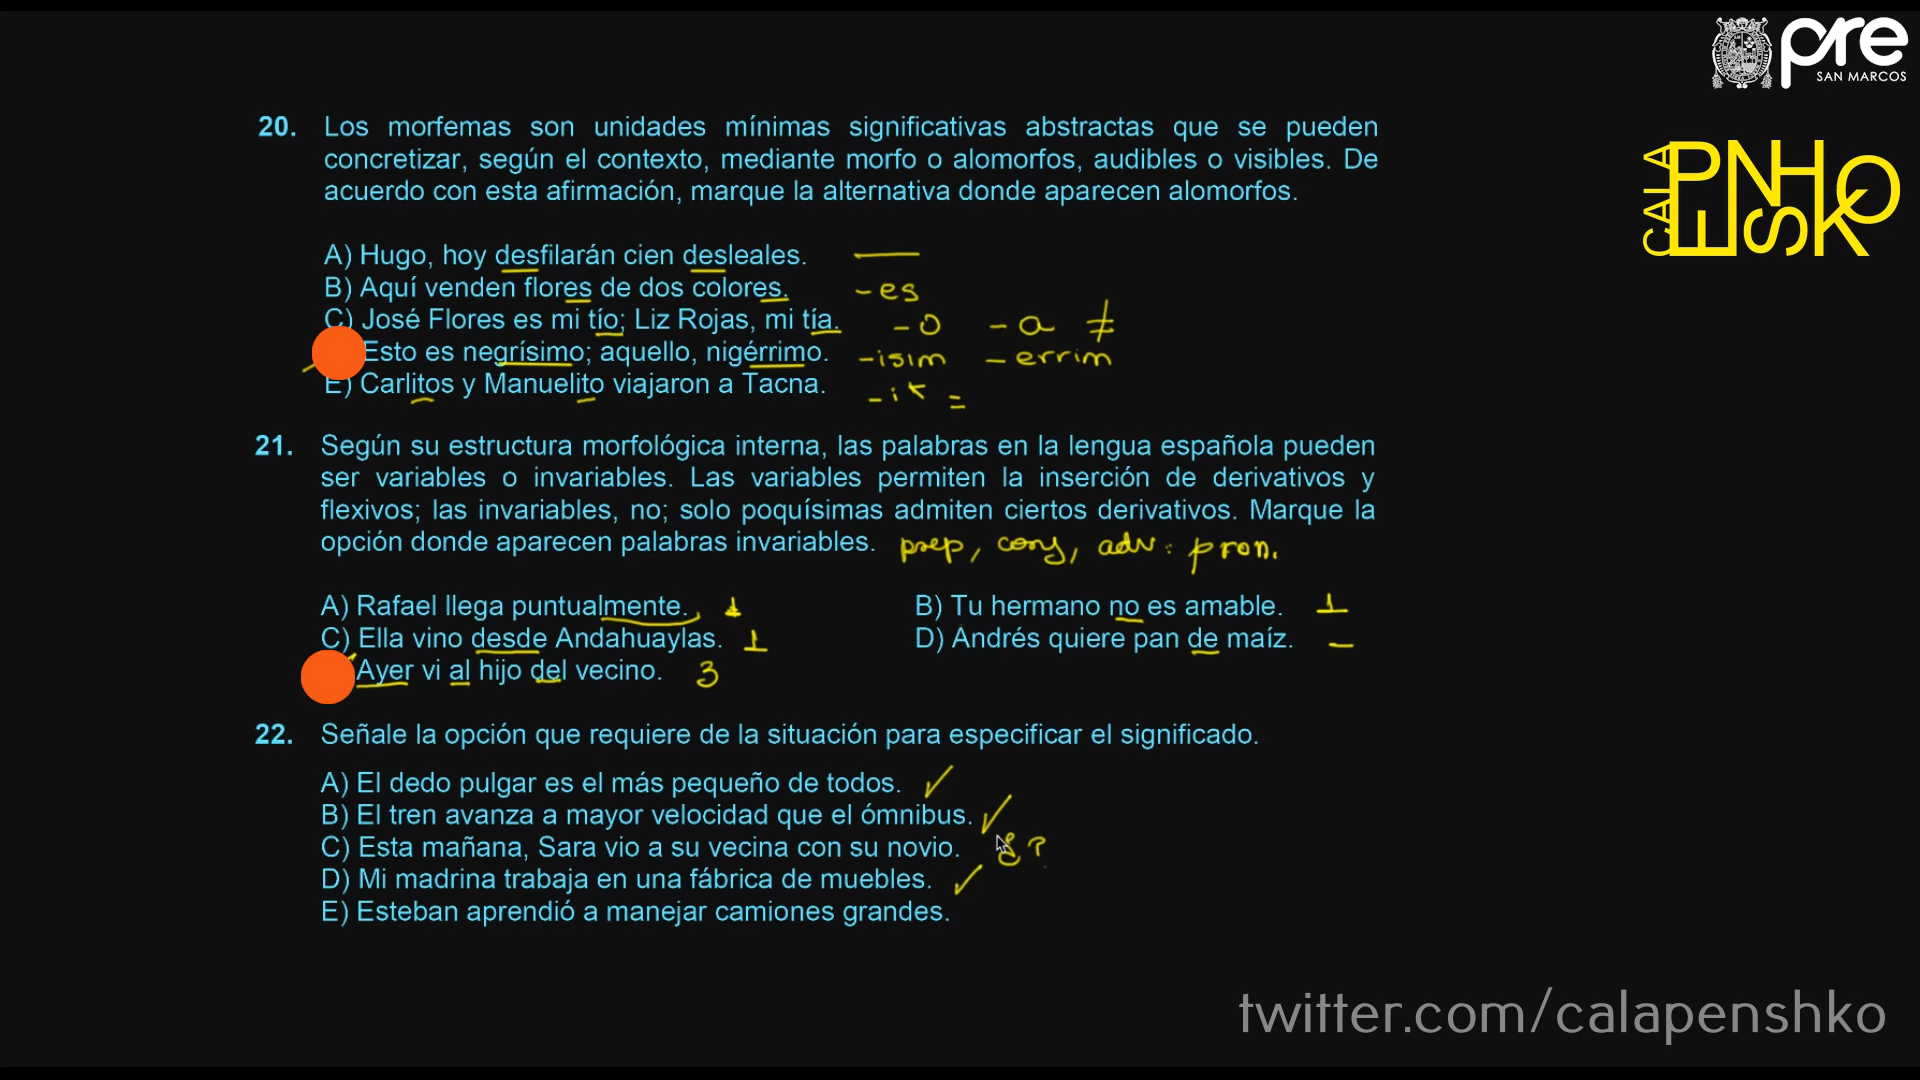 pre
SAN MARCOS
CALA
PENSHKO
20. Los morfemas son unidades mínimas significativas abstractas que se pueden
concretizar, según el contexto, mediante morfo o alomorfos, audibles o visibles. De
acuerdo con esta afirmación, marque la alternativa donde aparecen alomorfos.
A) Hugo, hoy desfilarán cien desleales. —
B) Aquí venden flores de dos colores. -es
C) José Flores es mi tío; Liz Rojas, mi tía. -o -a ≠
Esto es negrísimo; aquello, nigérrimo. -isim -errim
E) Carlitos y Manuelito viajaron a Tacna. -it =
21. Según su estructura morfológica interna, las palabras en la lengua española pueden
ser variables o invariables. Las variables permiten la inserción de derivativos y
flexivos; las invariables, no; solo poquísimas admiten ciertos derivativos. Marque la
opción donde aparecen palabras invariables. prep, conj, adv. pron.
A) Rafael llega puntualmente. 1 B) Tu hermano no es amable. 1
C) Ella vino desde Andahuaylas. 1 D) Andrés quiere pan de maíz. –
Ayer vi al hijo del vecino. 3
22. Señale la opción que requiere de la situación para especificar el significado.
A) El dedo pulgar es el más pequeño de todos. ✓
B) El tren avanza a mayor velocidad que el ómnibus. ✓
C) Esta mañana, Sara vio a su vecina con su novio. ?
D) Mi madrina trabaja en una fábrica de muebles. ✓
E) Esteban aprendió a manejar camiones grandes.
twitter.com/calapenshko